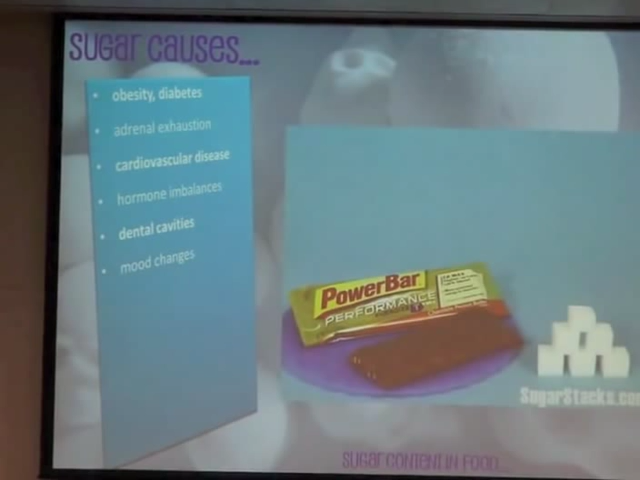 Sugar causes...
• obesity, diabetes
• adrenal exhaustion
• cardiovascular disease
• hormone imbalances
• dental cavities
• mood changes
PowerBar
PERFORMANCE
SugarStacks.co
Sugar content in food...